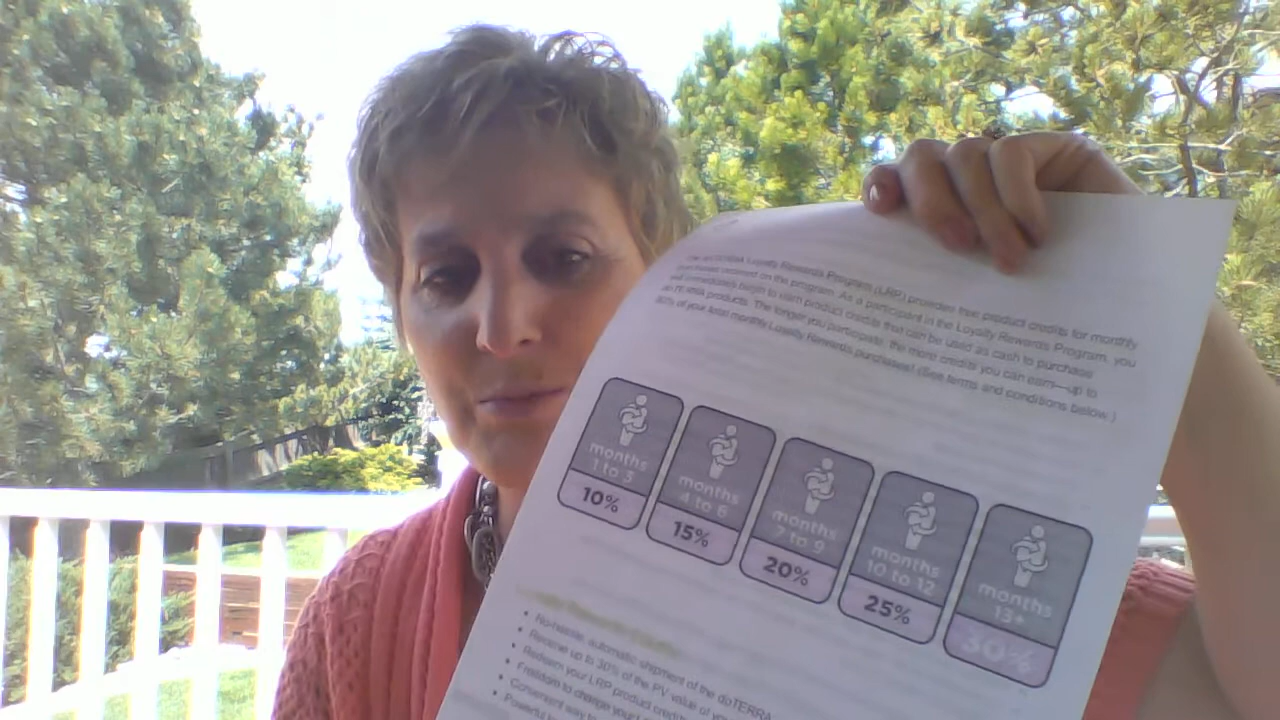 The dōTERRA Loyalty Rewards Program (LRP) provides free product credits for monthly
purchases ordered on the program. As a participant in the Loyalty Rewards Program, you
will immediately begin to earn product credits that can be used as cash to purchase
dōTERRA products. The longer you participate, the more credits you can earn—up to
30% of your total monthly Loyalty Rewards purchases! (See terms and conditions below.)
months
1 to 3
10%
months
4 to 6
15%
months
7 to 9
20%
months
10 to 12
25%
months
13+
30%
Loyalty Rewards
• No-hassle, automatic shipment of the dōTERRA
• Receive up to 30% of the PV value of
• Redeem your LRP product credits
• Freedom to change your
• Convenient way to
• Powerful